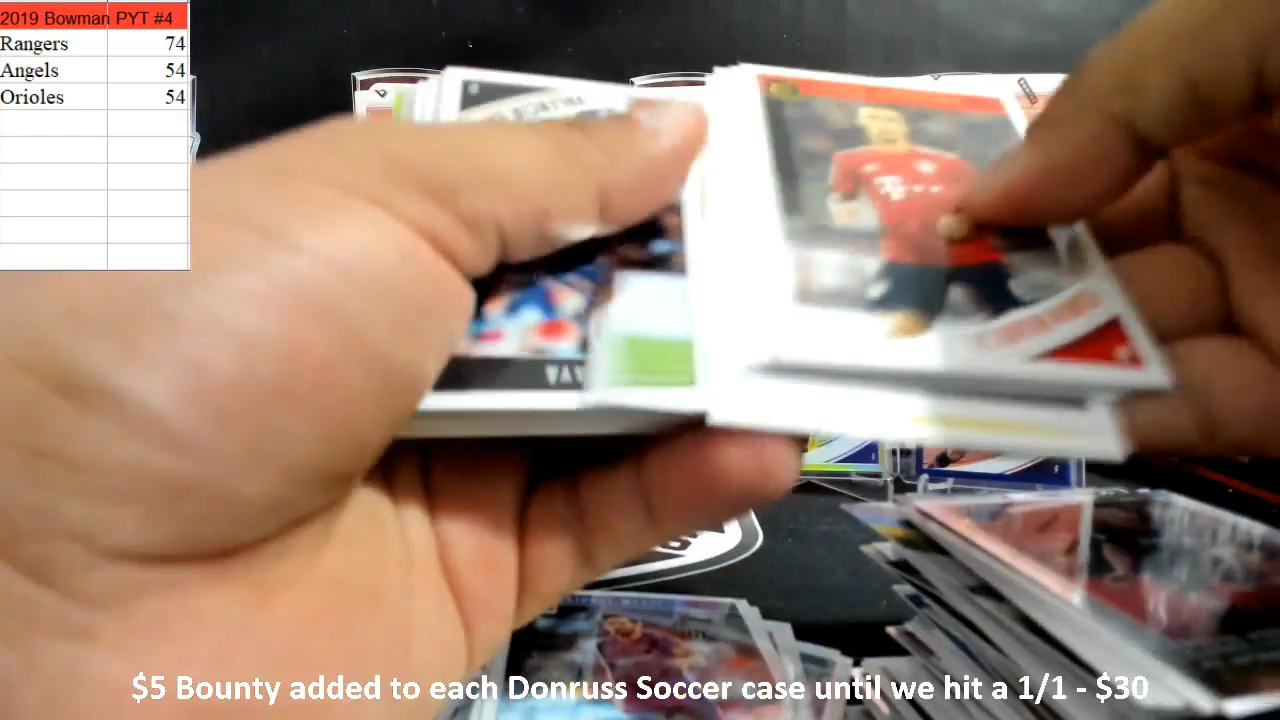 2019 Bowman PYT #4
Rangers 74
Angels 54
Orioles 54
$5 Bounty added to each Donruss Soccer case until we hit a 1/1 - $30